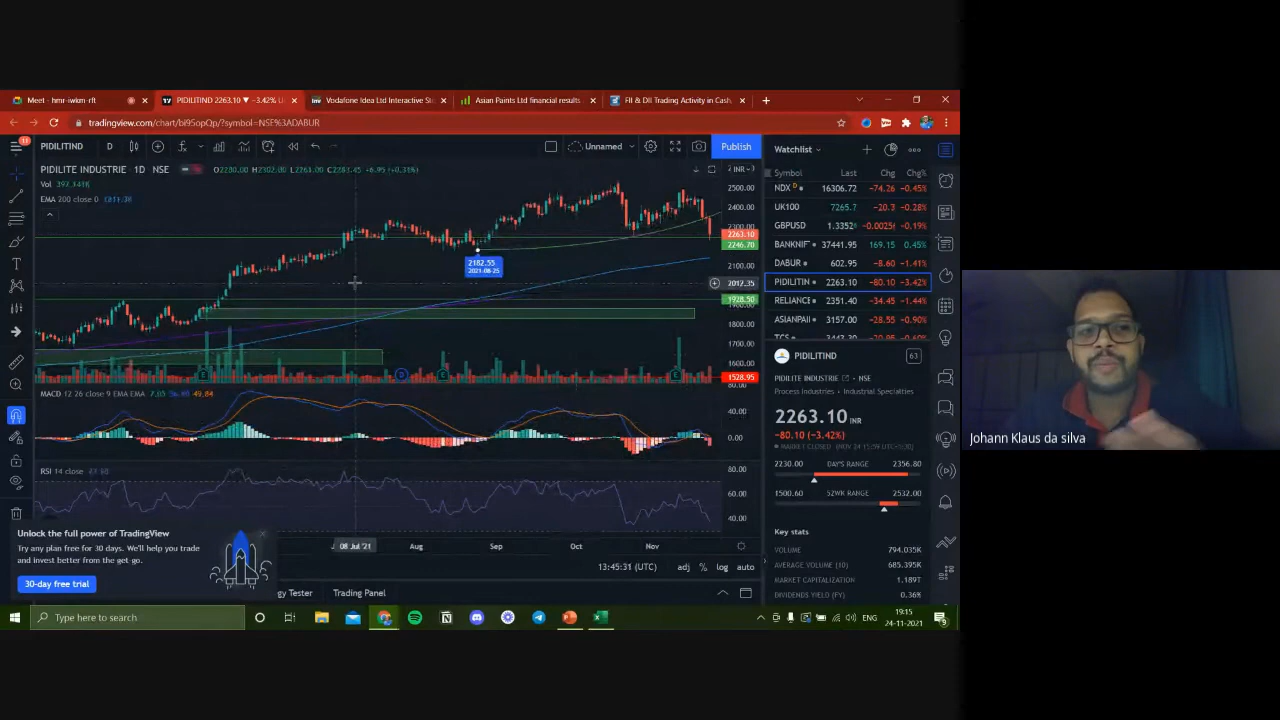 Meet - hmr-iwkm-rft
PIDILITIND 2263.10 ▼ −3.42% U
Vodafone Idea Ltd Interactive St
Asian Paints Ltd financial results
FII & DII Trading Activity in Cash
tradingview.com/chart/bi95opQp/?symbol=NSE%3ADABUR
11
PIDILITIND
D
Unnamed
Publish
Watchlist
PIDILITE INDUSTRIE · 1D · NSE
INR
Vol
EMA 200 close 0
Symbol
Last
Chg
Chg%
NDX
16306.72
−74.26
−0.45%
UK100
7265.7
−20.3
−0.28%
GBPUSD
−0.19%
BANKNIF
37441.95
169.15
0.45%
DABUR
602.95
−8.60
−1.41%
PIDILITIN
2263.10
−80.10
−3.42%
RELIANCE
2351.40
−34.45
−1.44%
ASIANPAI
3157.00
−28.55
−0.90%
2500.00
2400.00
2300.00
2263.10
2246.70
2100.00
2012.35
1928.50
1800.00
1700.00
1600.00
1528.95
80.00
40.00
0.00
80.00
60.00
40.00
2182.55
2021-08-25
MACD 12 26 close 9 EMA EMA
49.84
RSI 14 close
PIDILITIND
63
PIDILITE INDUSTRIE
NSE
Process Industries • Industrial Specialties
2263.10 INR
−80.10 (−3.42%)
2230.00
DAY'S RANGE
2356.80
1500.60
52WK RANGE
2532.00
Key stats
VOLUME
794.035K
AVERAGE VOLUME (10)
685.395K
MARKET CAPITALIZATION
1.189T
DIVIDENDS YIELD (FY)
0.36%
Unlock the full power of TradingView
Try any plan free for 30 days. We'll help you trade
and invest better from the get-go.
30-day free trial
08 Jul '21
Aug
Sep
Oct
Nov
13:45:31 (UTC)
adj
%
log
auto
gy Tester
Trading Panel
Type here to search
ENG
19:15
24-11-2021
Johann Klaus da silva